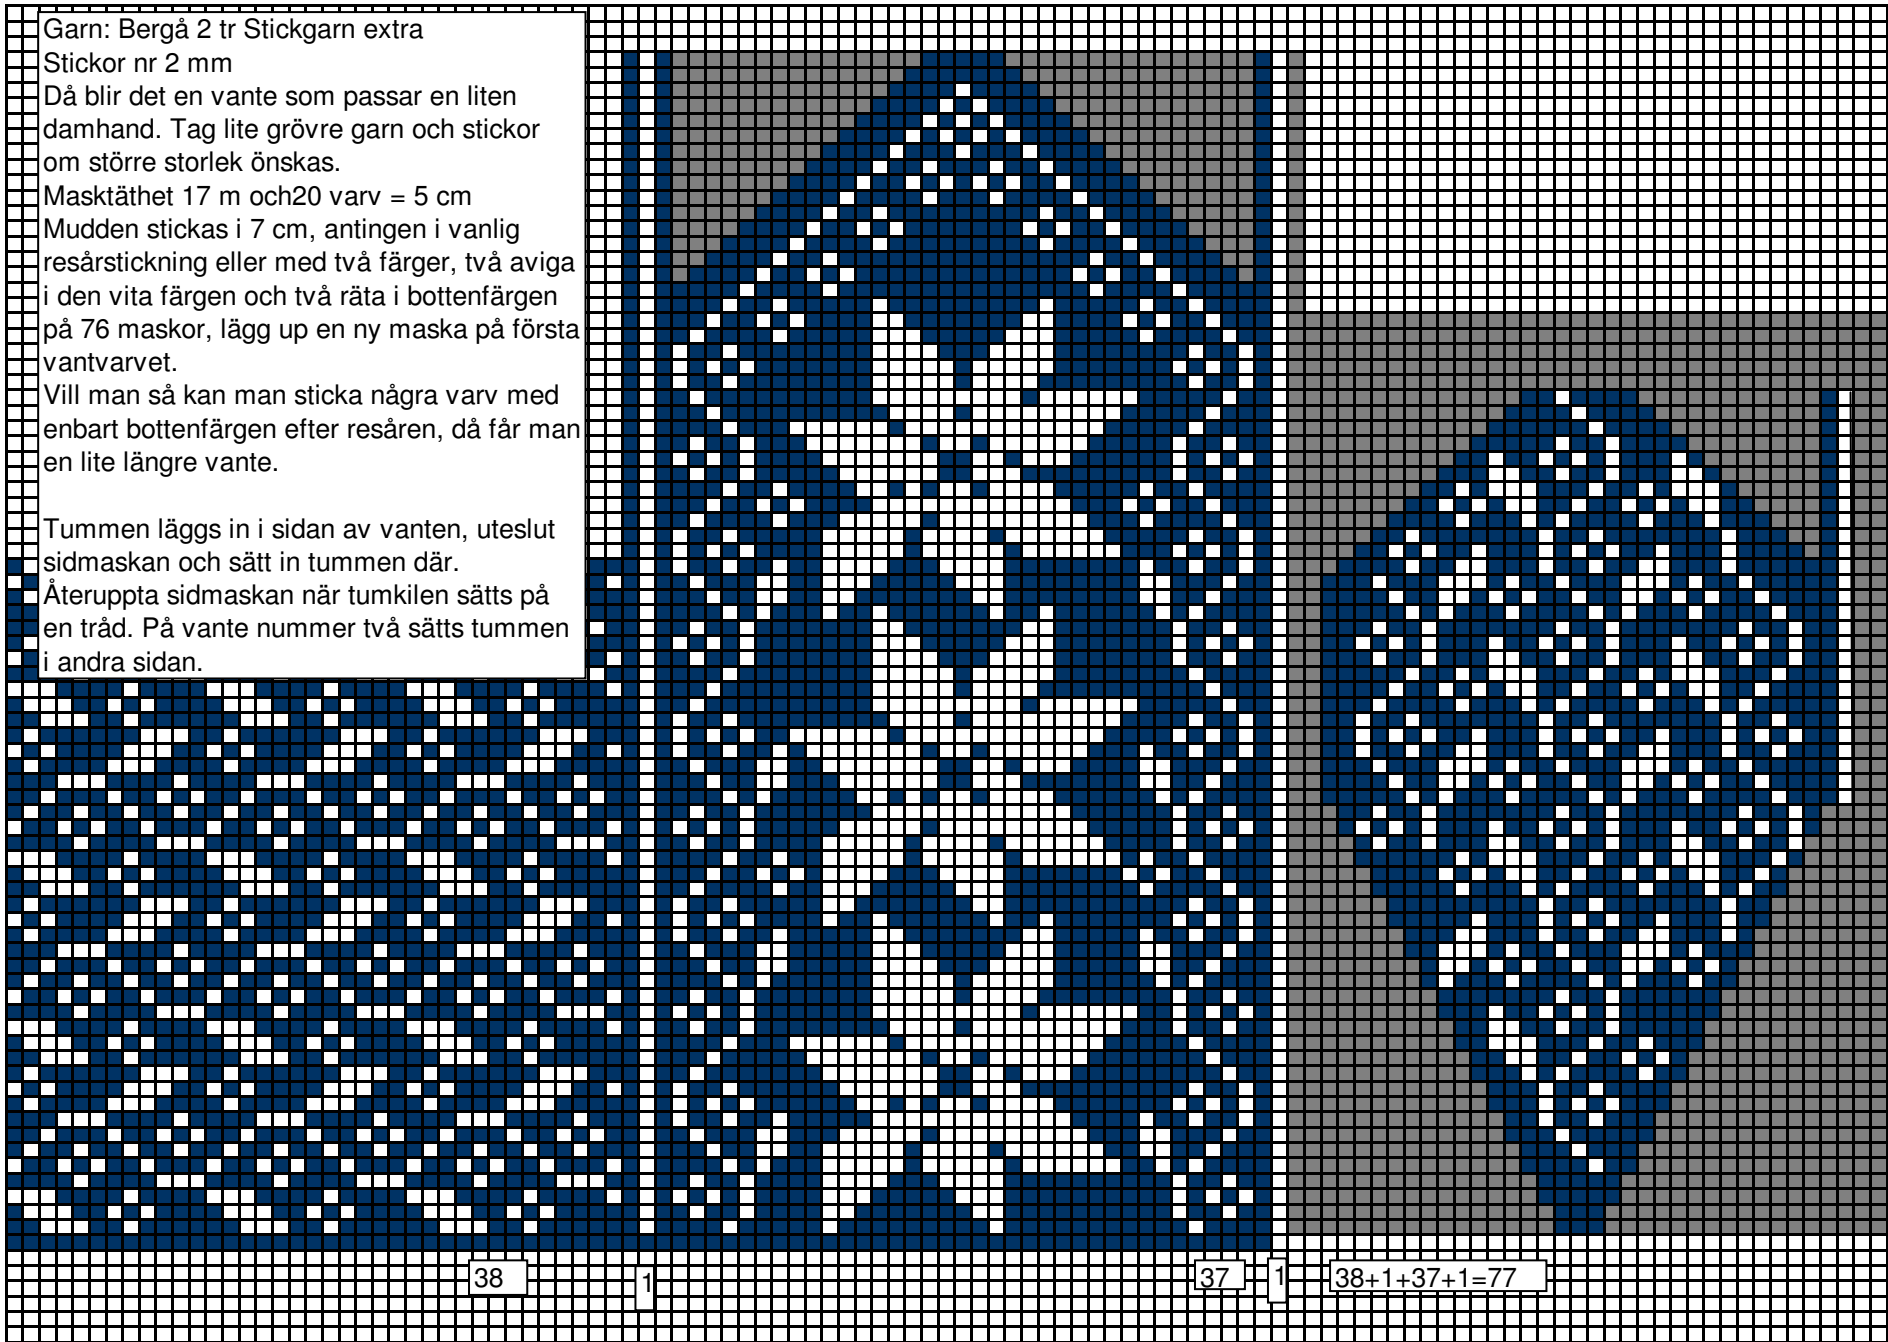 Garn: Bergå 2 tr Stickgarn extra
Stickor nr 2 mm
Då blir det en vante som passar en liten
damhand. Tag lite grövre garn och stickor
om större storlek önskas.
Masktäthet 17 m och20 varv = 5 cm
Mudden stickas i 7 cm, antingen i vanlig
resårstickning eller med två färger, två aviga
i den vita färgen och två räta i bottenfärgen
på 76 maskor, lägg up en ny maska på första
vantvarvet.
Vill man så kan man sticka några varv med
enbart bottenfärgen efter resåren, då får man
en lite längre vante.
Tummen läggs in i sidan av vanten, uteslut
sidmaskan och sätt in tummen där.
Återuppta sidmaskan när tumkilen sätts på
en tråd. På vante nummer två sätts tummen
i andra sidan.
38
1
37
1
38+1+37+1=77